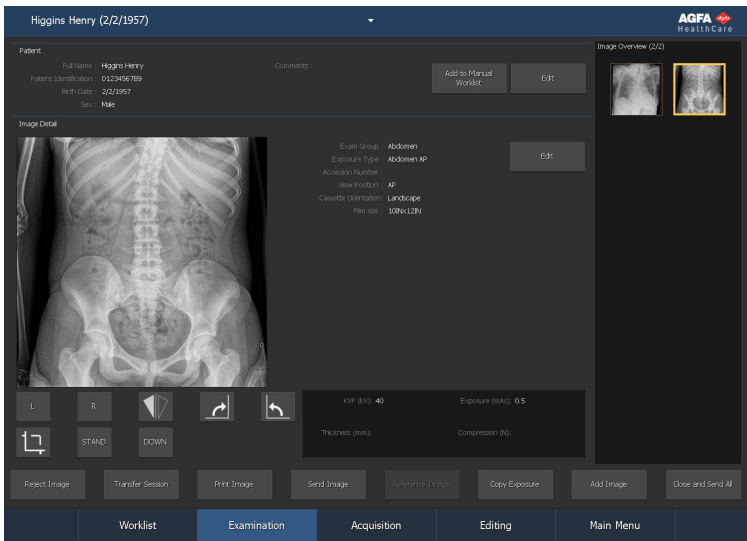 Higgins Henry (2/2/1957)
AGFA
HealthCare
Patient
Full Name : Higgins Henry
Comments :
Patient Identification : 0123456789
Birth Date : 2/2/1957
Sex : Male
Add to Manual
Worklist
Edit
Image Overview (2/2)
Image Detail
Exam Group : Abdomen
Exposure Type : Abdomen AP
Accession Number :
View Position : AP
Cassette Orientation: Landscape
Film size : 10INx12IN
Edit
L
R
STAND
DOWN
KVP (kV): 40
Exposure (mAs): 0.5
Thickness (mm):
Compression (N):
Reject Image
Transfer Session
Print Image
Send Image
Reference Image
Copy Exposure
Add Image
Close and Send All
Worklist
Examination
Acquisition
Editing
Main Menu